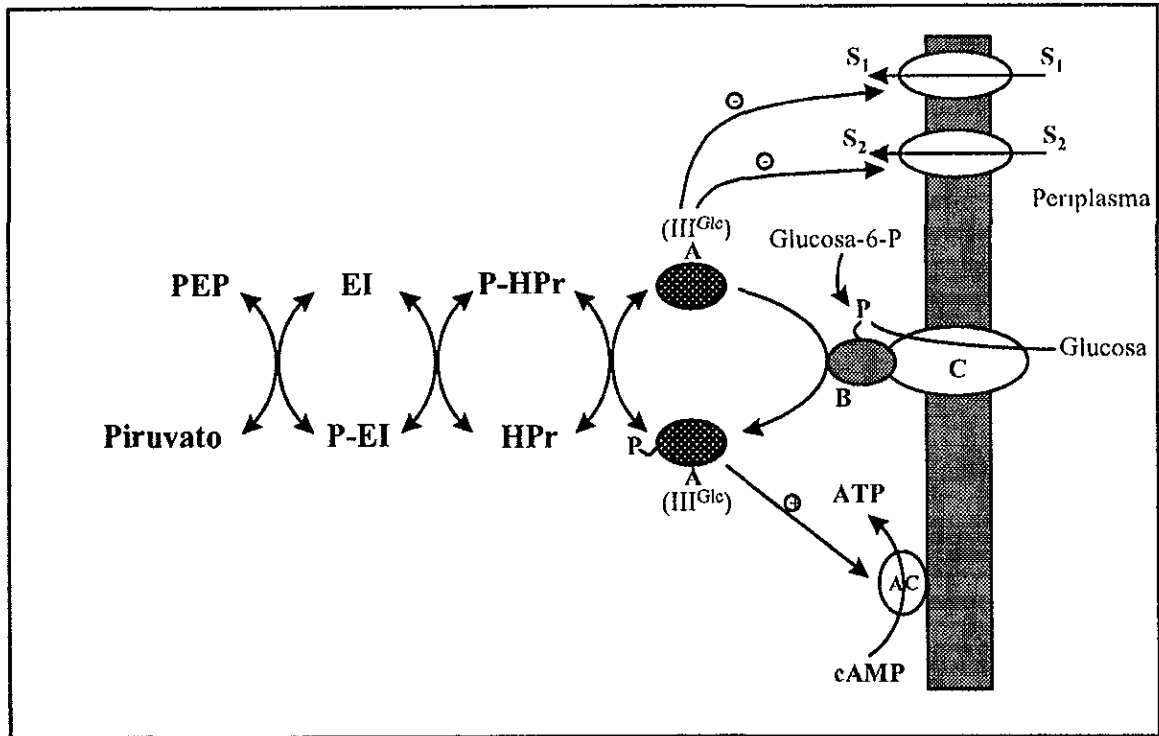 S1 S1
⊖
S2 S2
⊖
Periplasma
(III^Glc)
A
Glucosa-6-P
PEP EI P-HPr
P
Glucosa
C
B
Piruvato P-EI HPr P
A
(III^Glc)
⊕
ATP
AC
cAMP